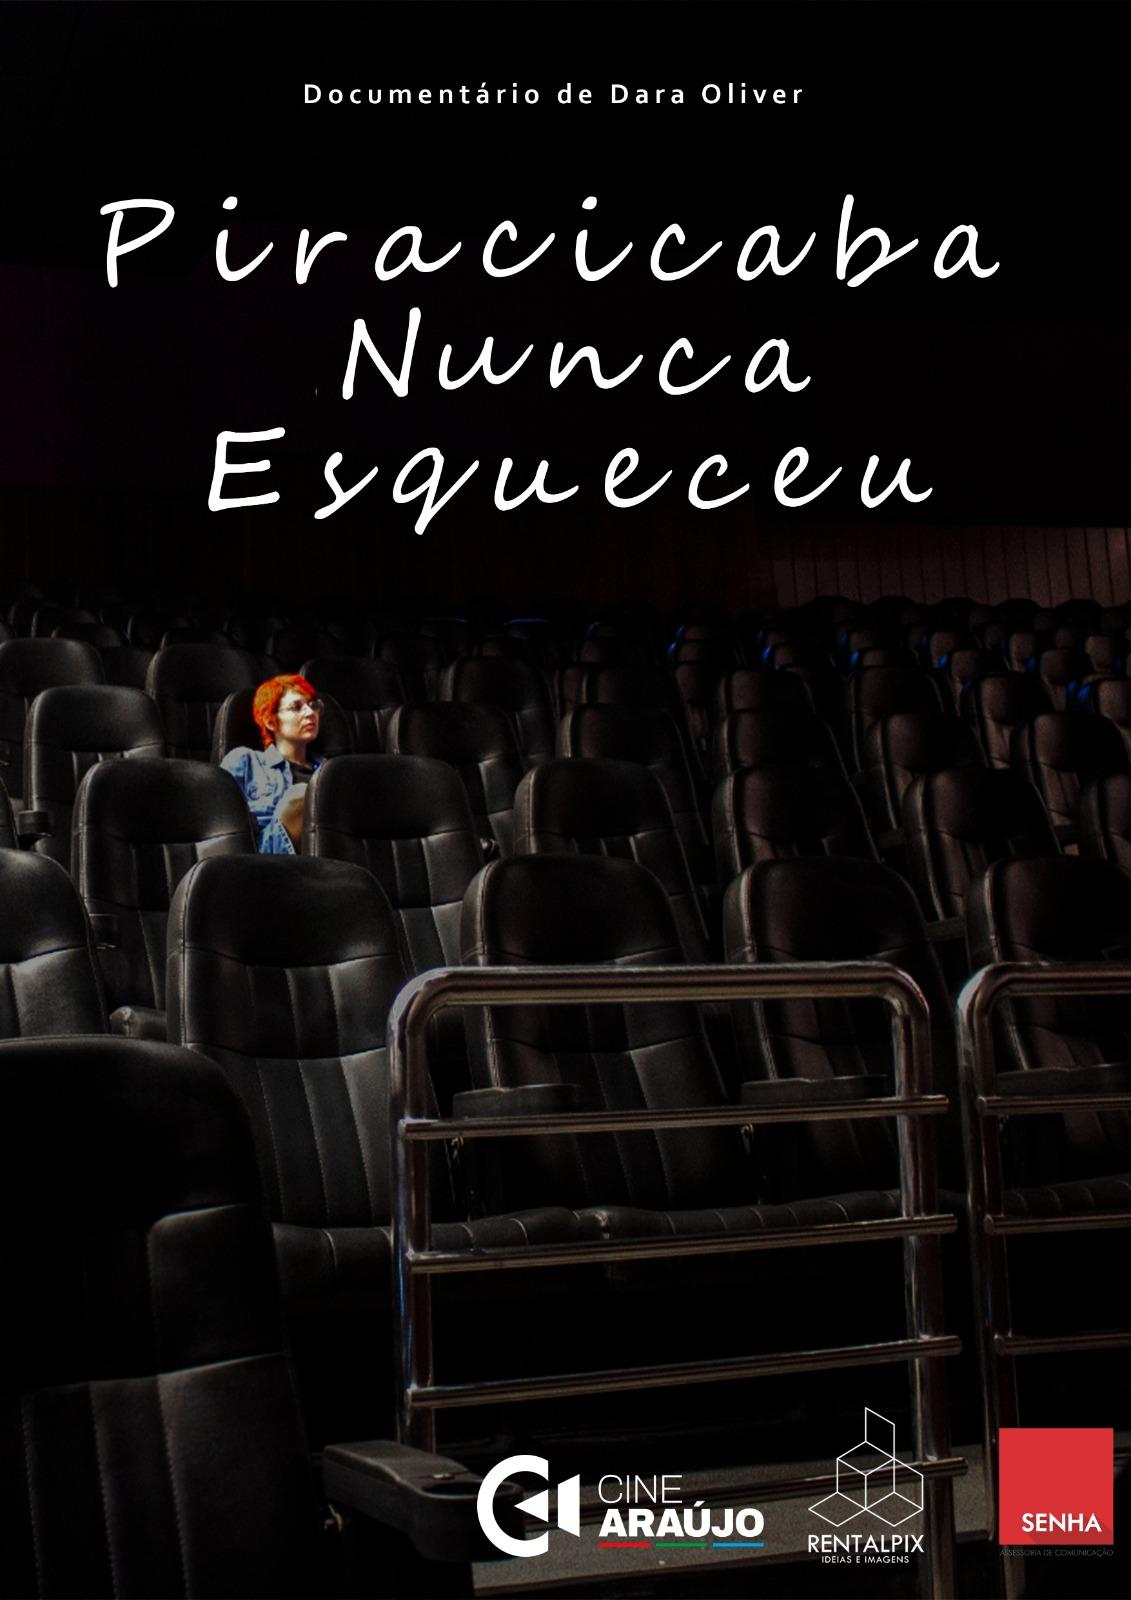 Documentário de Dara Oliver
Piracicaba
Nunca
Esqueceu
CINE
ARAÚJO
RENTALPIX
IDEIAS E IMAGENS
SENHA
ASSESSORIA DE COMUNICAÇÃO